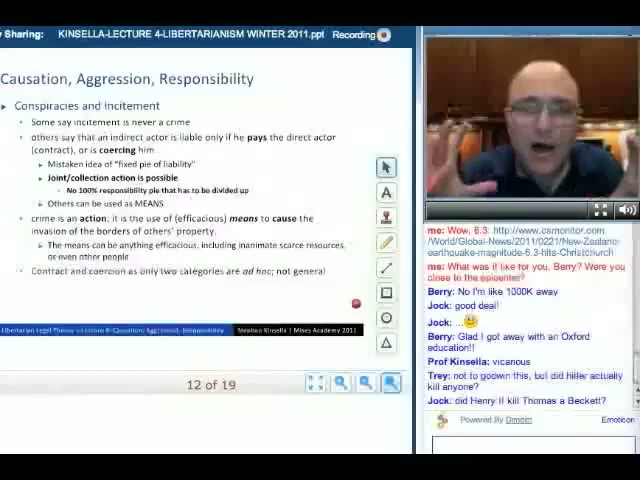 Sharing:
KINSELLA-LECTURE 4-LIBERTARIANISM WINTER 2011.ppt
Recording
Causation, Aggression, Responsibility
Conspiracies and incitement
Some say incitement is never a crime
others say that an indirect actor is liable only if he pays the direct actor
(contract), or is coercing him
Mistaken idea of "fixed pie of liability"
Joint/collection action is possible
No 100% responsibility pie that has to be divided up
Others can be used as MEANS
crime is an action; it is the use of (efficacious) means to cause the
invasion of the borders of others' property.
The means can be anything efficacious, including inanimate scarce resources,
or even other people
Contract and coercion as only two categories are ad hoc; not general
Libertarian Legal Theory
Causation, Aggression, Responsibility
Kinsella | Mises Academy 2011
12 of 19
A
me: Wow, 6.3: http://www.csmonitor.com
/World/Global-News/2011/0221/New-Zealand-
earthquake-magnitude-6.3-hits-Christchurch
me: What was it like for you, Berry? Were you
close to the epicenter?
Berry: No I'm like 1000K away
Jock: good deal!
Jock: ...
Berry: Glad I got away with an Oxford
education!!
Prof Kinsella: vicarious
Trey: not to godwin this, but did hitler actually
kill anyone?
Jock: did Henry II kill Thomas a Beckett?
Powered By Dimdim
Emoticon